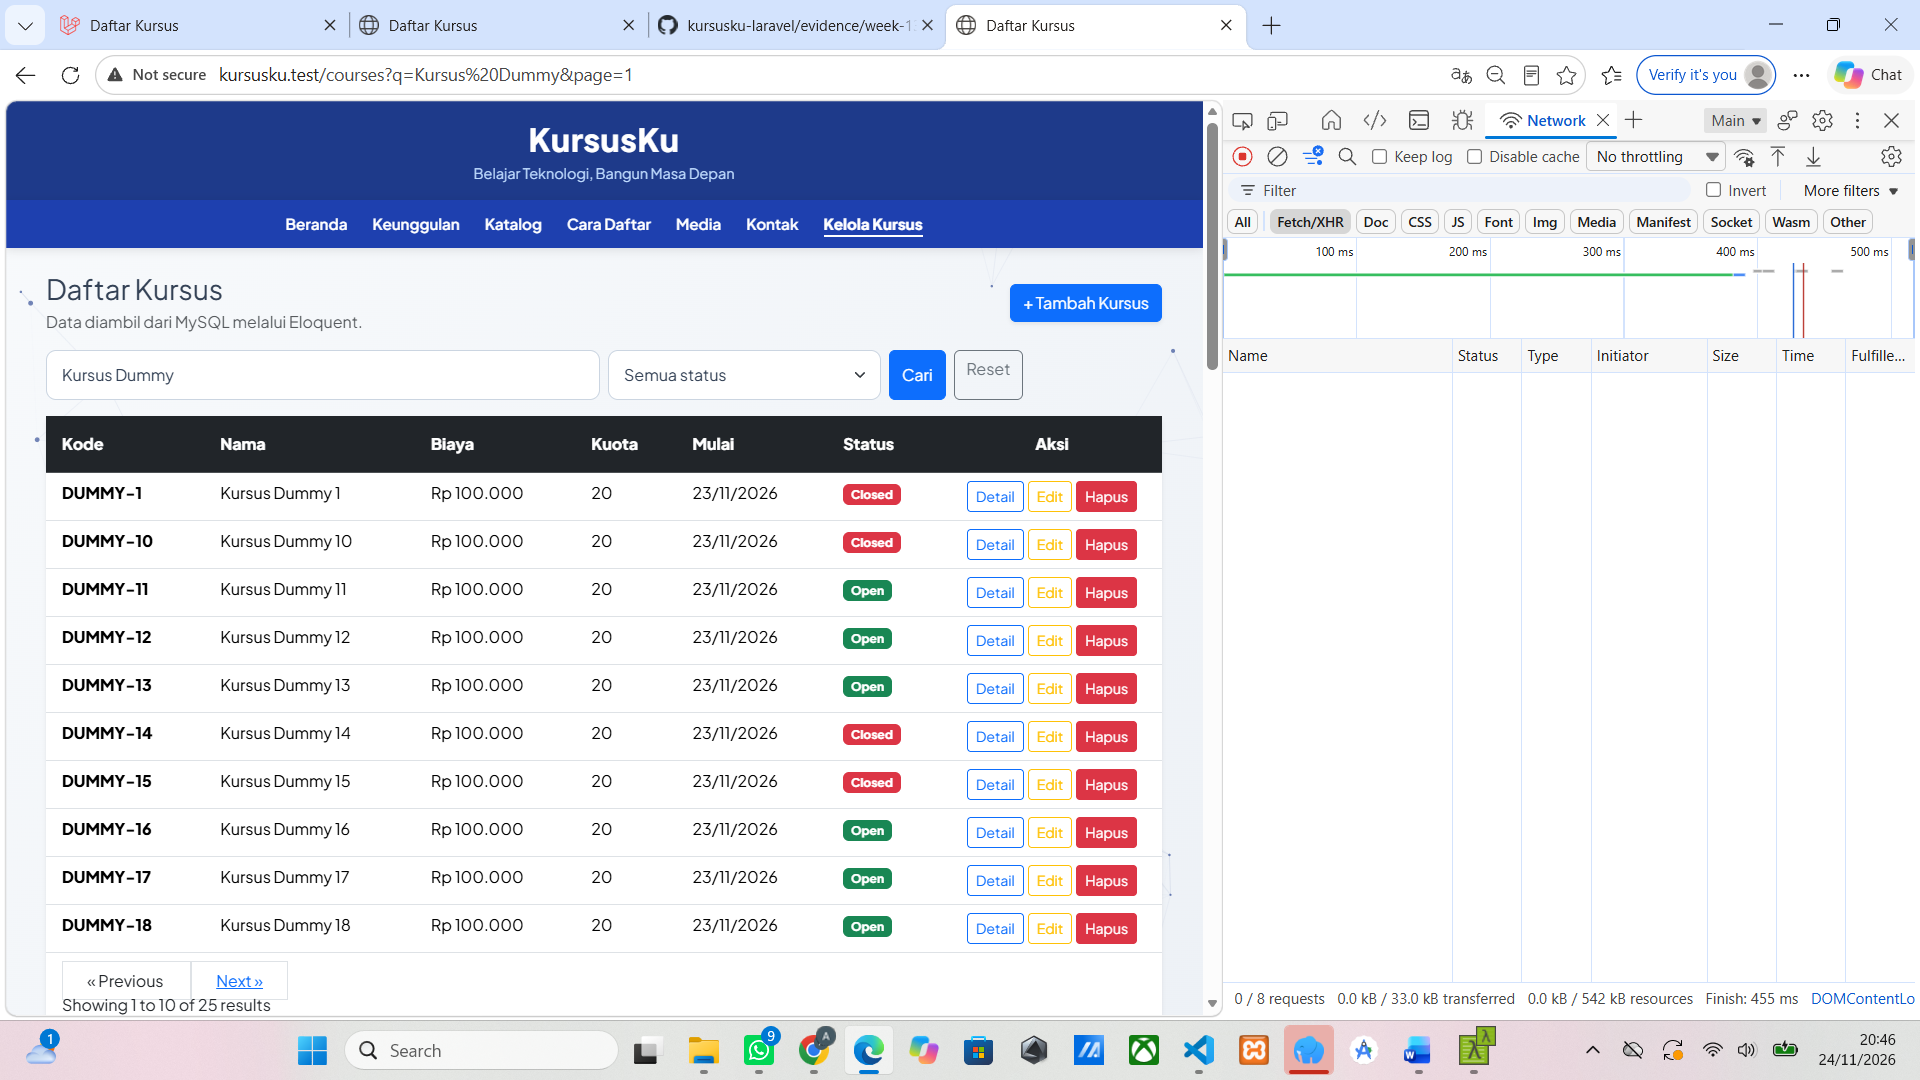 Daftar Kursus
Daftar Kursus
kursusku-laravel/evidence/week-1
Daftar Kursus
Not secure kursusku.test/courses?q=Kursus%20Dummy&page=1
Verify it's you
Chat
KursusKu
Belajar Teknologi, Bangun Masa Depan
Beranda Keunggulan Katalog Cara Daftar Media Kontak Kelola Kursus
Daftar Kursus
Data diambil dari MySQL melalui Eloquent.
+ Tambah Kursus
Kursus Dummy Semua status Cari Reset
Kode Nama Biaya Kuota Mulai Status Aksi
DUMMY-1 Kursus Dummy 1 Rp 100.000 20 23/11/2026 Closed Detail Edit Hapus
DUMMY-10 Kursus Dummy 10 Rp 100.000 20 23/11/2026 Closed Detail Edit Hapus
DUMMY-11 Kursus Dummy 11 Rp 100.000 20 23/11/2026 Open Detail Edit Hapus
DUMMY-12 Kursus Dummy 12 Rp 100.000 20 23/11/2026 Open Detail Edit Hapus
DUMMY-13 Kursus Dummy 13 Rp 100.000 20 23/11/2026 Open Detail Edit Hapus
DUMMY-14 Kursus Dummy 14 Rp 100.000 20 23/11/2026 Closed Detail Edit Hapus
DUMMY-15 Kursus Dummy 15 Rp 100.000 20 23/11/2026 Closed Detail Edit Hapus
DUMMY-16 Kursus Dummy 16 Rp 100.000 20 23/11/2026 Open Detail Edit Hapus
DUMMY-17 Kursus Dummy 17 Rp 100.000 20 23/11/2026 Open Detail Edit Hapus
DUMMY-18 Kursus Dummy 18 Rp 100.000 20 23/11/2026 Open Detail Edit Hapus
« Previous Next »
Showing 1 to 10 of 25 results
Network Main
Keep log Disable cache No throttling
Filter Invert More filters
All Fetch/XHR Doc CSS JS Font Img Media Manifest Socket Wasm Other
100 ms 200 ms 300 ms 400 ms 500 ms
Name Status Type Initiator Size Time Fulfille...
0 / 8 requests 0.0 kB / 33.0 kB transferred 0.0 kB / 542 kB resources Finish: 455 ms DOMContentLo
1
Search
9
A
20:46
24/11/2026